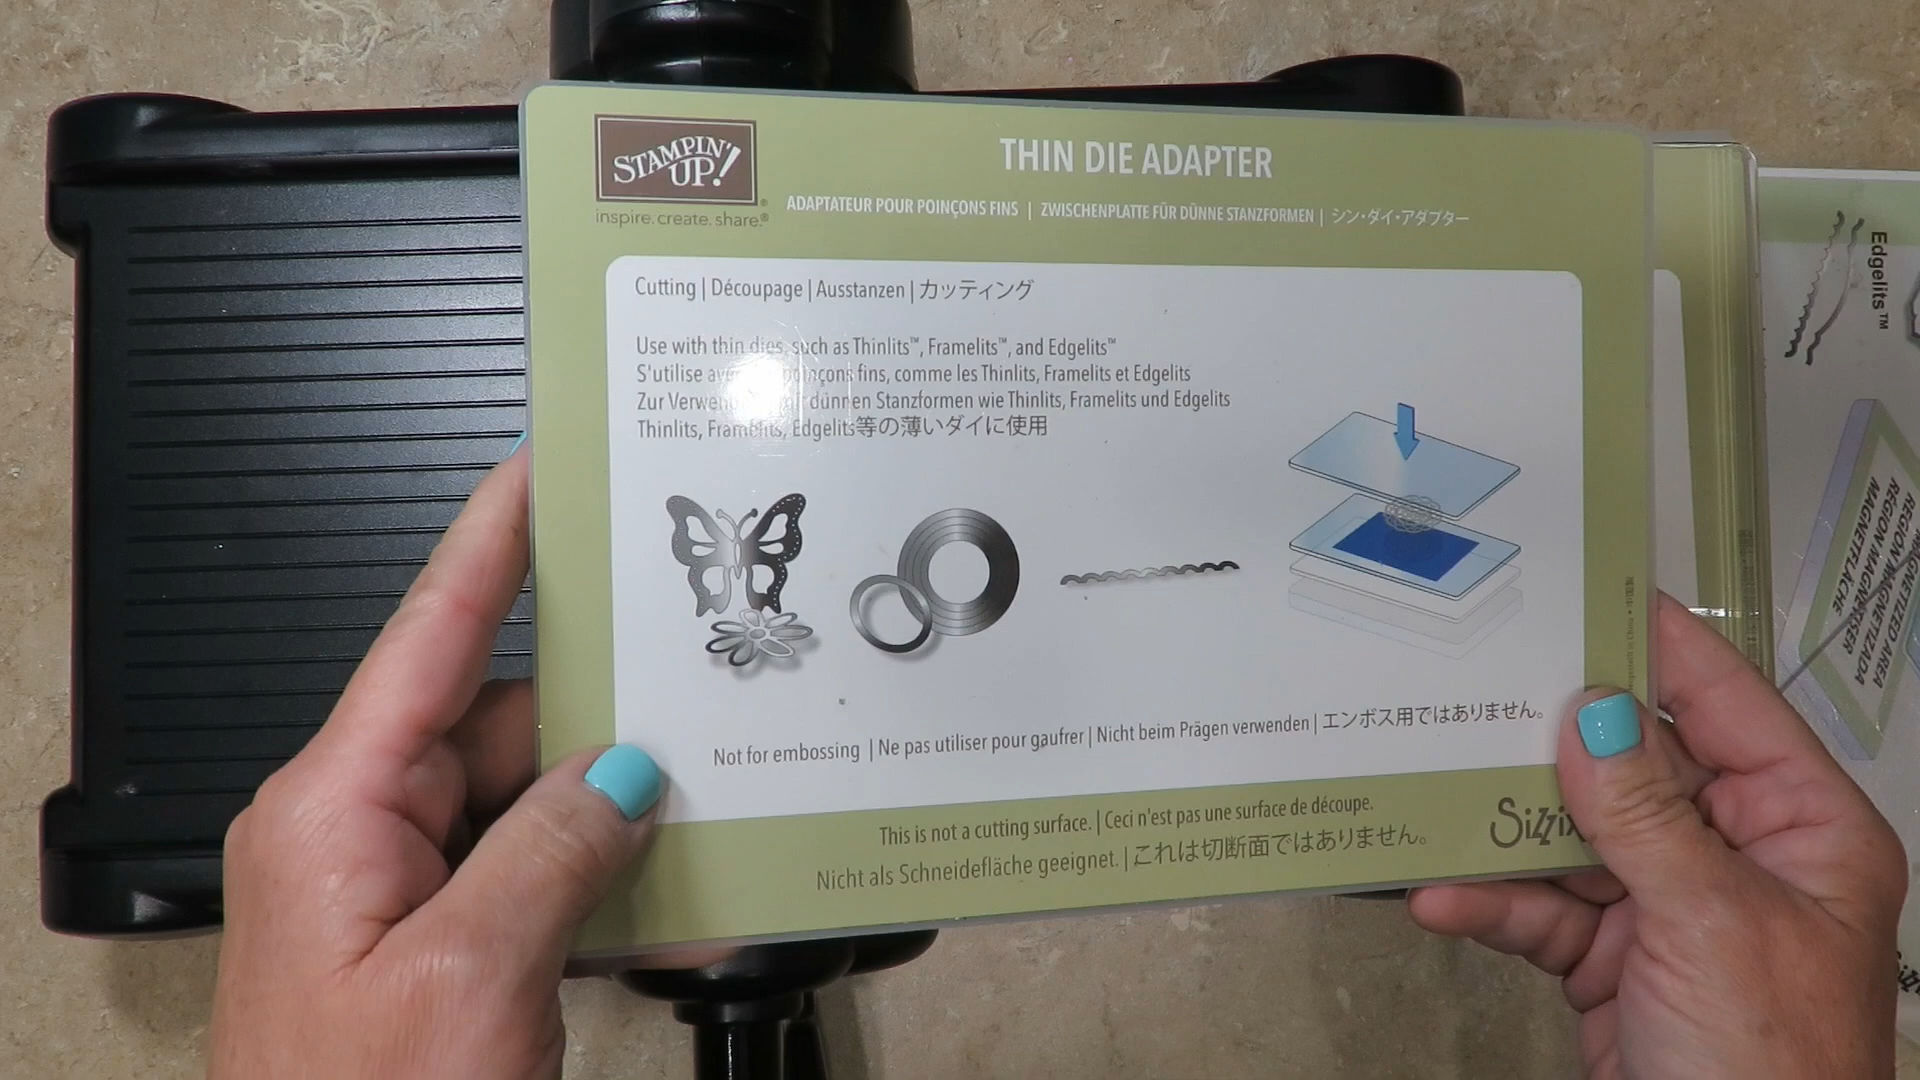 STAMPIN' UP!®
inspire. create. share.®
THIN DIE ADAPTER
ADAPTATEUR POUR POINÇONS FINS | ZWISCHENPLATTE FÜR DÜNNE STANZFORMEN | シン・ダイ・アダプター
Cutting | Découpage | Ausstanzen | カッティング
Use with thin dies, such as Thinlits™, Framelits™, and Edgelits™
S'utilise poinçons fins, comme les Thinlits, Framelits et Edgelits
Zur dünnen Stanzformen wie Thinlits, Framelits und Edgelits
Thinlits, Framelits, Edgelits等の薄いダイに使用
Not for embossing | Ne pas utiliser pour gaufrer | Nicht beim Prägen verwenden | エンボス用ではありません。
This is not a cutting surface. | Ceci n'est pas une surface de découpe.
Nicht als Schneidefläche geeignet. | これは切断面ではありません。
Sizzix
Edgelits™
MAGNETIZED AREA
REGION MAGNETIZADA
REGION MAGNETISER
MAGNETFLÄCHE